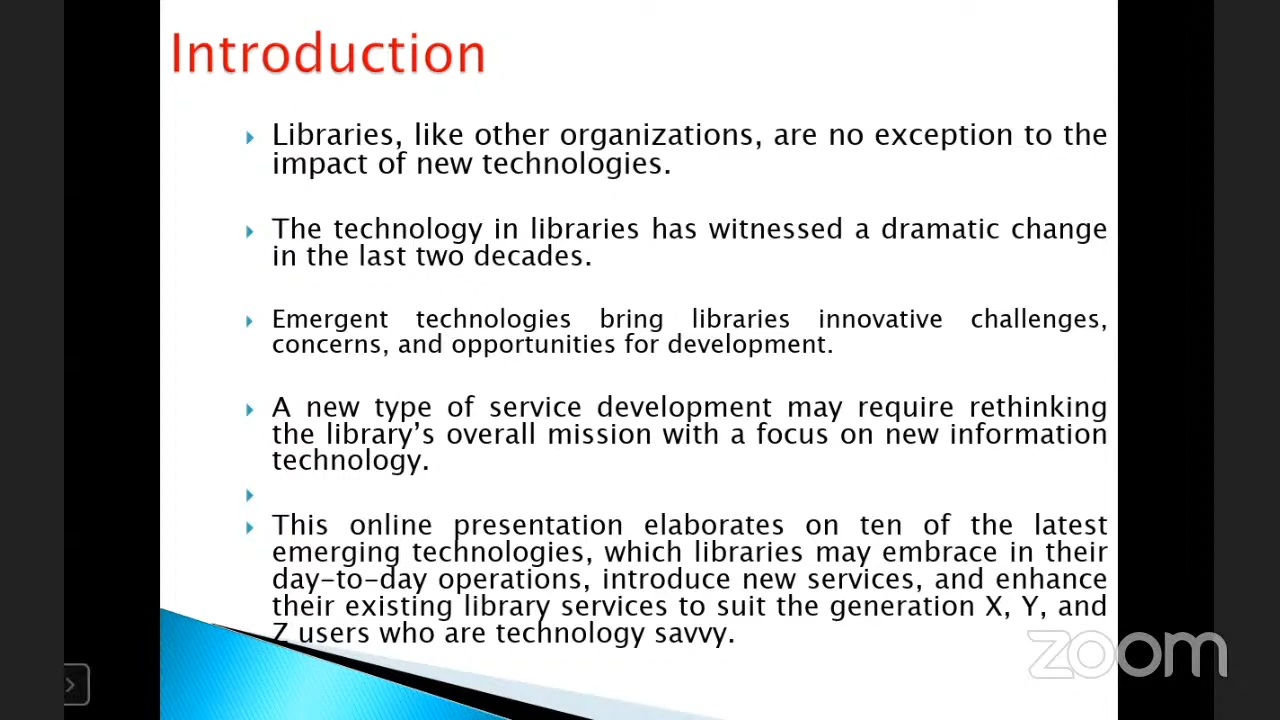 Introduction
Libraries, like other organizations, are no exception to the
impact of new technologies.
The technology in libraries has witnessed a dramatic change
in the last two decades.
Emergent technologies bring libraries innovative challenges,
concerns, and opportunities for development.
A new type of service development may require rethinking
the library’s overall mission with a focus on new information
technology.
This online presentation elaborates on ten of the latest
emerging technologies, which libraries may embrace in their
day-to-day operations, introduce new services, and enhance
their existing library services to suit the generation X, Y, and
Z users who are technology savvy.
zoom